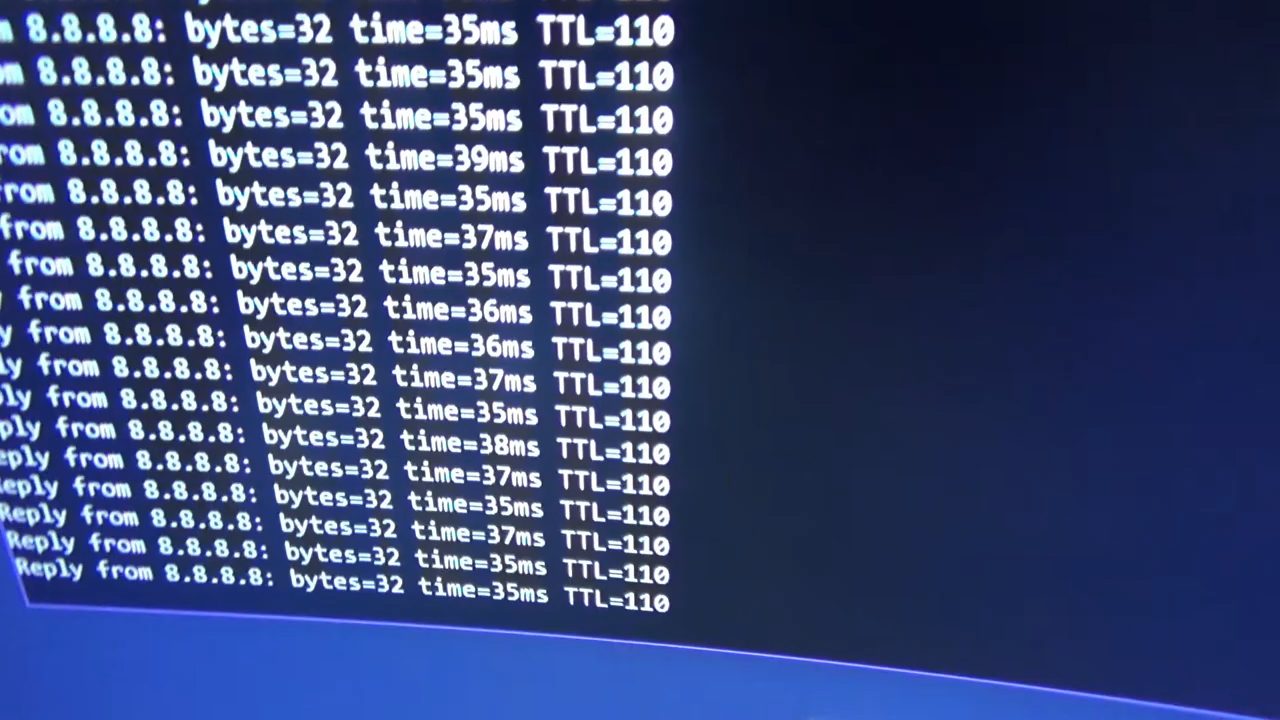 8.8.8.8: bytes=32 time=35ms TTL=110
8.8.8.8: bytes=32 time=35ms TTL=110
8.8.8.8: bytes=32 time=35ms TTL=110
8.8.8.8: bytes=32 time=39ms TTL=110
from 8.8.8.8: bytes=32 time=35ms TTL=110
from 8.8.8.8: bytes=32 time=37ms TTL=110
from 8.8.8.8: bytes=32 time=35ms TTL=110
from 8.8.8.8: bytes=32 time=36ms TTL=110
y from 8.8.8.8: bytes=32 time=36ms TTL=110
ly from 8.8.8.8: bytes=32 time=37ms TTL=110
ply from 8.8.8.8: bytes=32 time=35ms TTL=110
ply from 8.8.8.8: bytes=32 time=38ms TTL=110
eply from 8.8.8.8: bytes=32 time=37ms TTL=110
eply from 8.8.8.8: bytes=32 time=35ms TTL=110
Reply from 8.8.8.8: bytes=32 time=37ms TTL=110
Reply from 8.8.8.8: bytes=32 time=35ms TTL=110
Reply from 8.8.8.8: bytes=32 time=35ms TTL=110